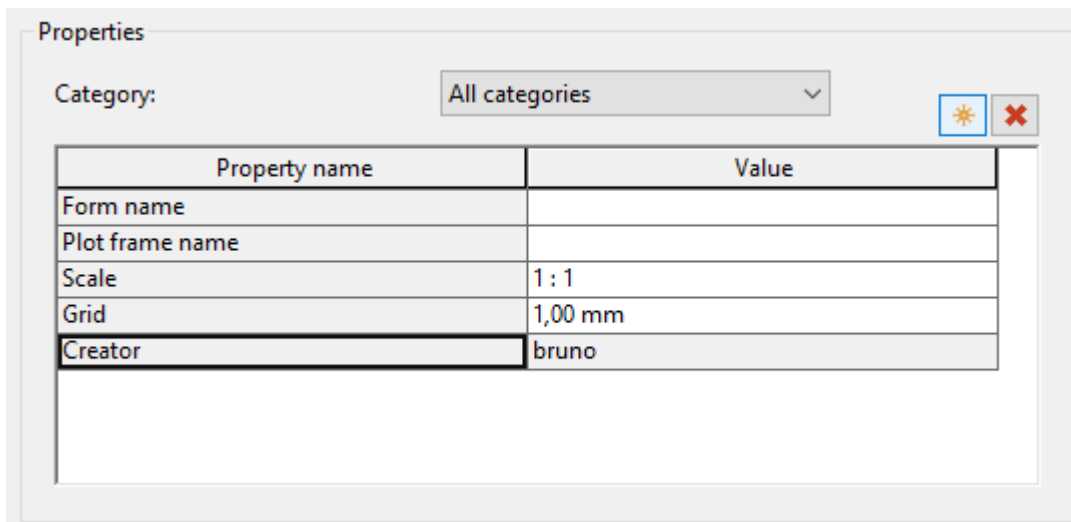 Properties
Category: All categories
Property name Value
Form name
Plot frame name
Scale 1 : 1
Grid 1,00 mm
Creator bruno